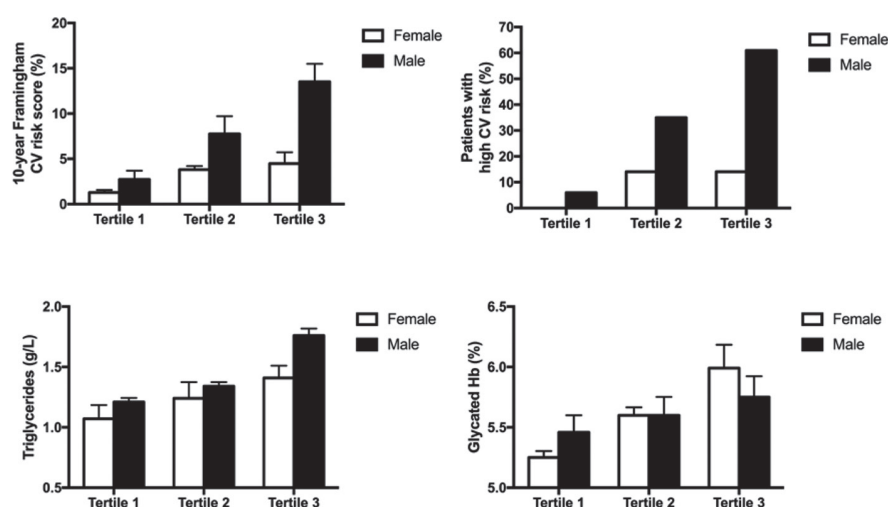 10-year Framingham
CV risk score (%)
20
15
10
5
0
Tertile 1
Tertile 2
Tertile 3
Female
Male
Patients with
high CV risk (%)
70
60
50
40
30
20
10
0
Tertile 1
Tertile 2
Tertile 3
Female
Male
Triglycerides (g/L)
2.0
1.5
1.0
0.5
Tertile 1
Tertile 2
Tertile 3
Female
Male
Glycated Hb (%)
6.5
6.0
5.5
5.0
Tertile 1
Tertile 2
Tertile 3
Female
Male